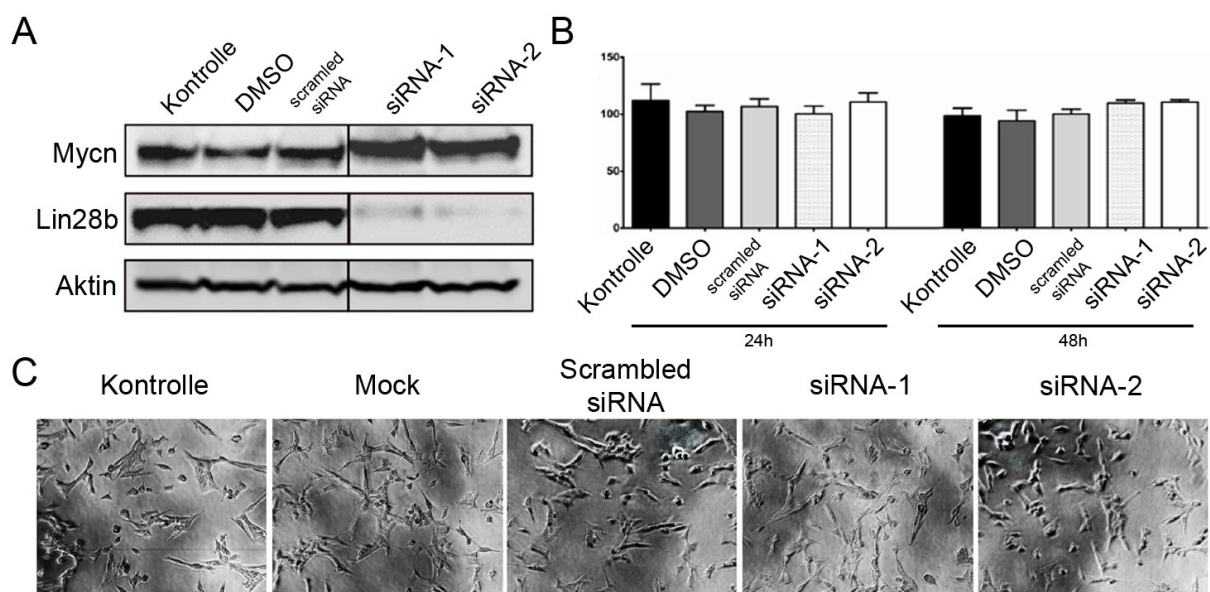 A
Kontrolle
DMSO
scramled
siRNA
siRNA-1
siRNA-2
Mycn
Lin28b
Aktin
B
150
100
50
0
Kontrolle
DMSO
scramled
siRNA
siRNA-1
siRNA-2
Kontrolle
DMSO
scramled
siRNA
siRNA-1
siRNA-2
24h
48h
C
Kontrolle
Mock
Scrambled
siRNA
siRNA-1
siRNA-2